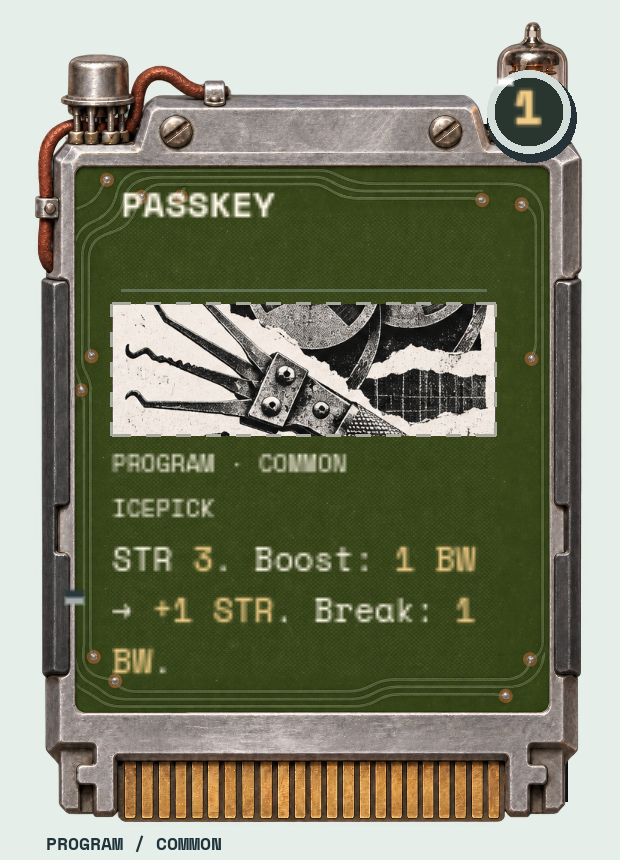 1
PASSKEY
PROGRAM · COMMON
ICEPICK
STR 3. Boost: 1 BW
→ +1 STR. Break: 1
BW.
PROGRAM / COMMON